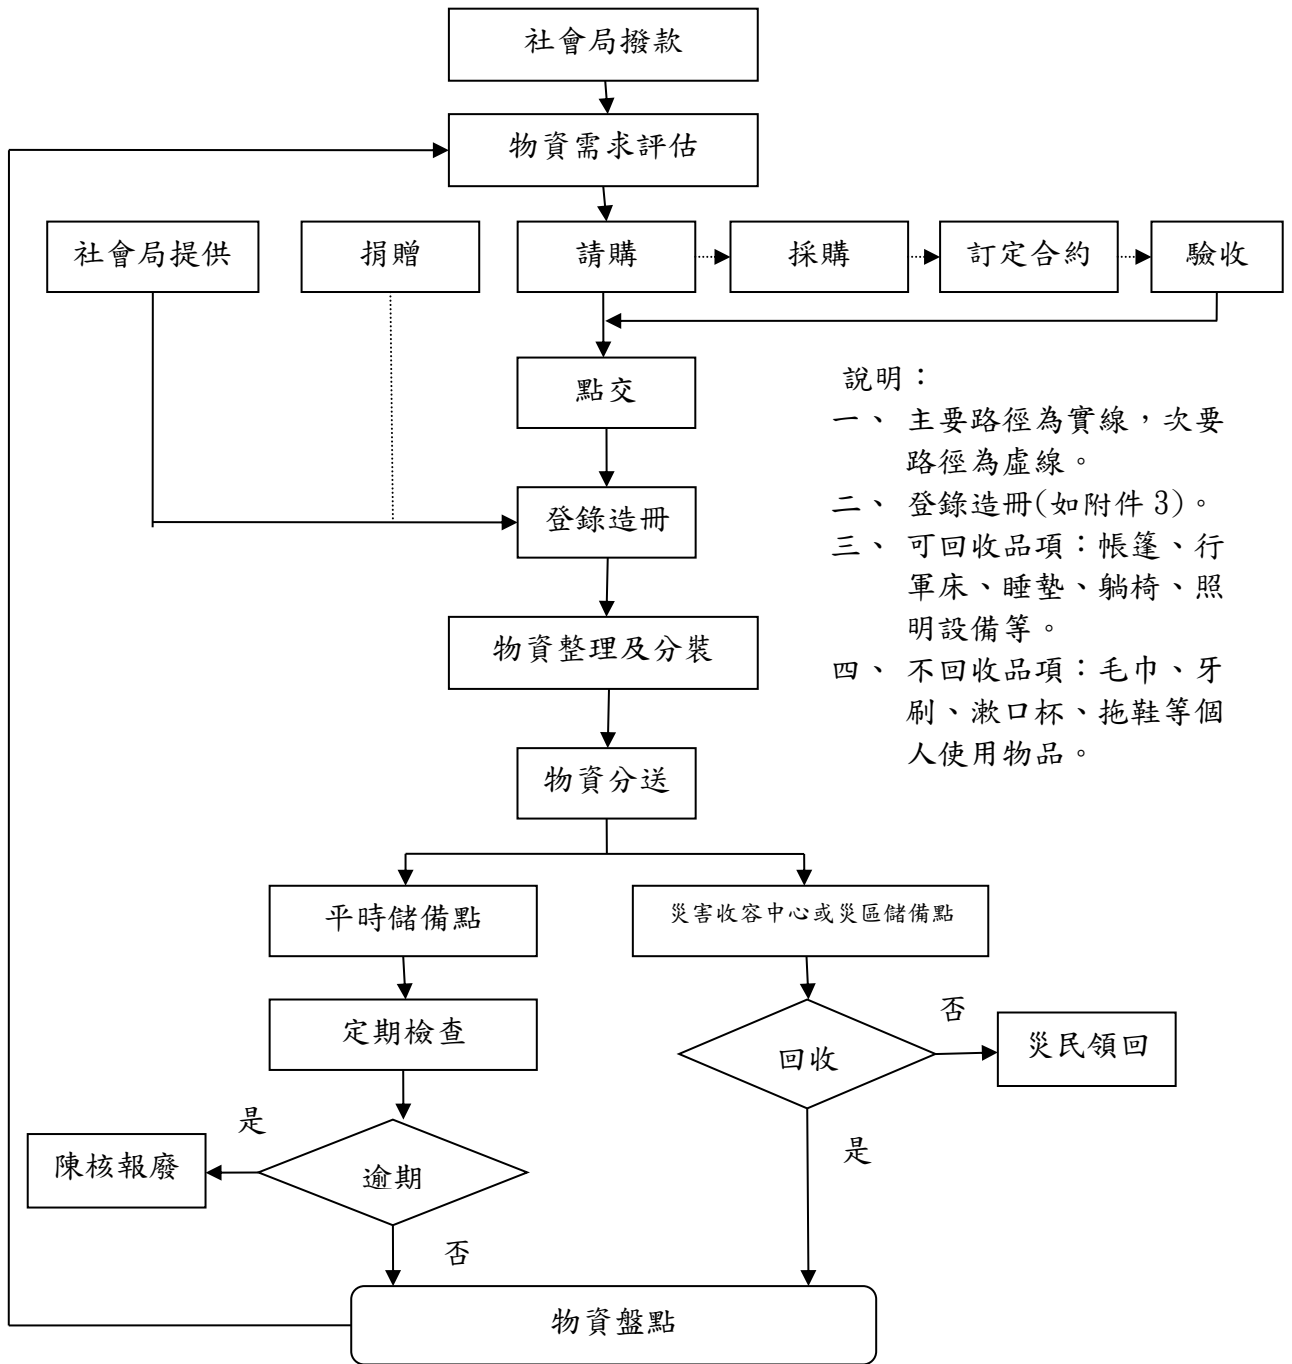 社會局撥款
物資需求評估
社會局提供
捐贈
請購
採購
訂定合約
驗收
點交
登錄造冊
說明：
一、 主要路徑為實線，次要
路徑為虛線。
二、 登錄造冊(如附件 3)。
三、 可回收品項：帳篷、行
軍床、睡墊、躺椅、照
明設備等。
四、 不回收品項：毛巾、牙
刷、漱口杯、拖鞋等個
人使用物品。
物資整理及分裝
物資分送
平時儲備點
災害收容中心或災區儲備點
定期檢查
回收
否
災民領回
是
陳核報廢
逾期
是
否
物資盤點